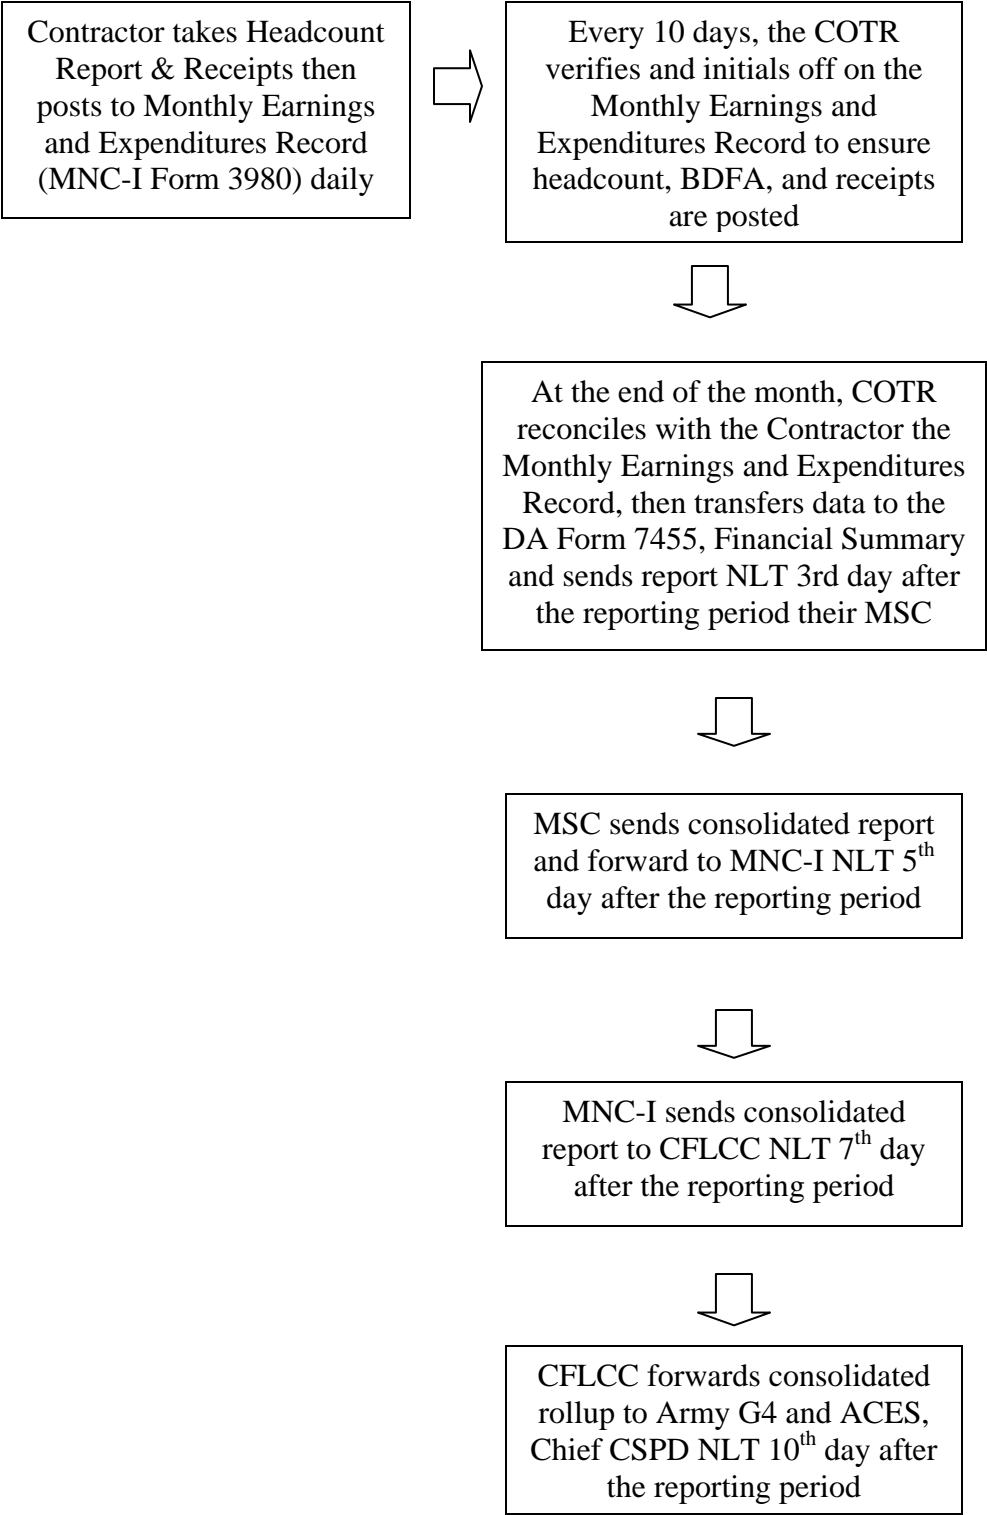 Contractor takes Headcount
Report & Receipts then
posts to Monthly Earnings
and Expenditures Record
(MNC-I Form 3980) daily
Every 10 days, the COTR
verifies and initials off on the
Monthly Earnings and
Expenditures Record to ensure
headcount, BDFA, and receipts
are posted
At the end of the month, COTR
reconciles with the Contractor the
Monthly Earnings and Expenditures
Record, then transfers data to the
DA Form 7455, Financial Summary
and sends report NLT 3rd day after
the reporting period their MSC
MSC sends consolidated report
and forward to MNC-I NLT 5th
day after the reporting period
MNC-I sends consolidated
report to CFLCC NLT 7th day
after the reporting period
CFLCC forwards consolidated
rollup to Army G4 and ACES,
Chief CSPD NLT 10th day after
the reporting period